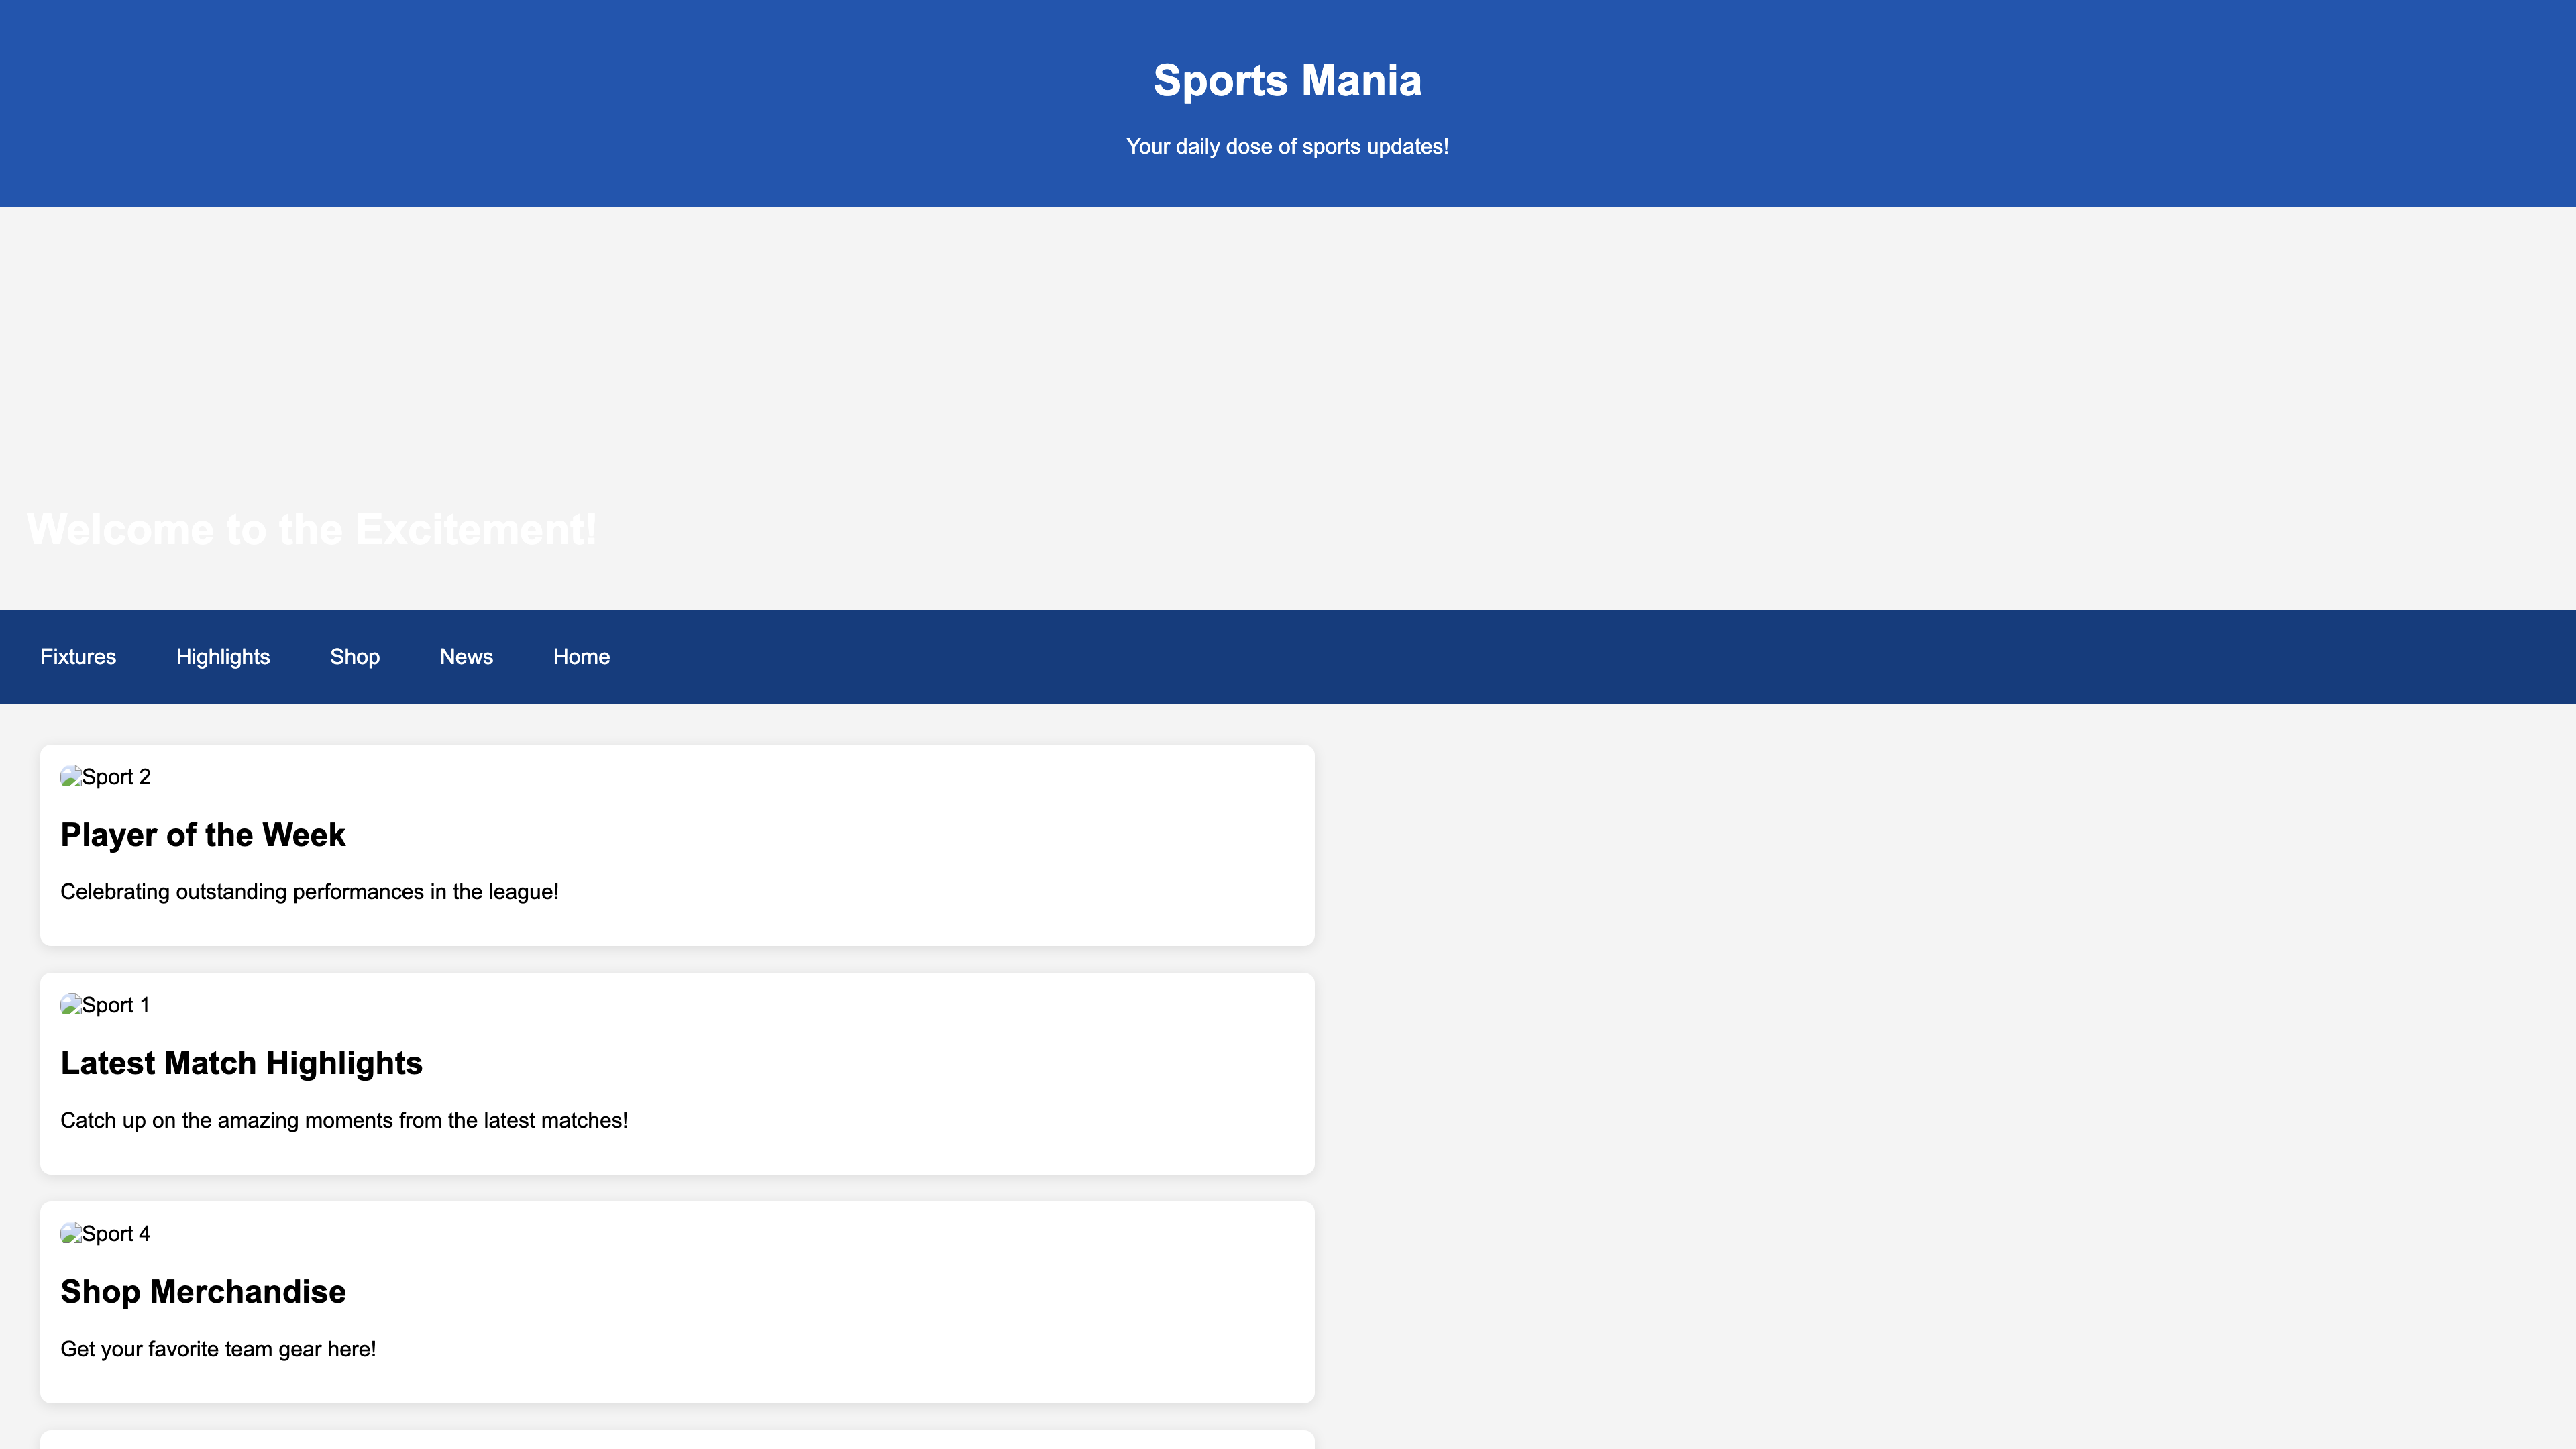 Sports Mania
Your daily dose of sports updates!
Welcome to the Excitement!
Fixtures Highlights Shop News Home
Sport 2
Player of the Week
Celebrating outstanding performances in the league!
Sport 1
Latest Match Highlights
Catch up on the amazing moments from the latest matches!
Sport 4
Shop Merchandise
Get your favorite team gear here!